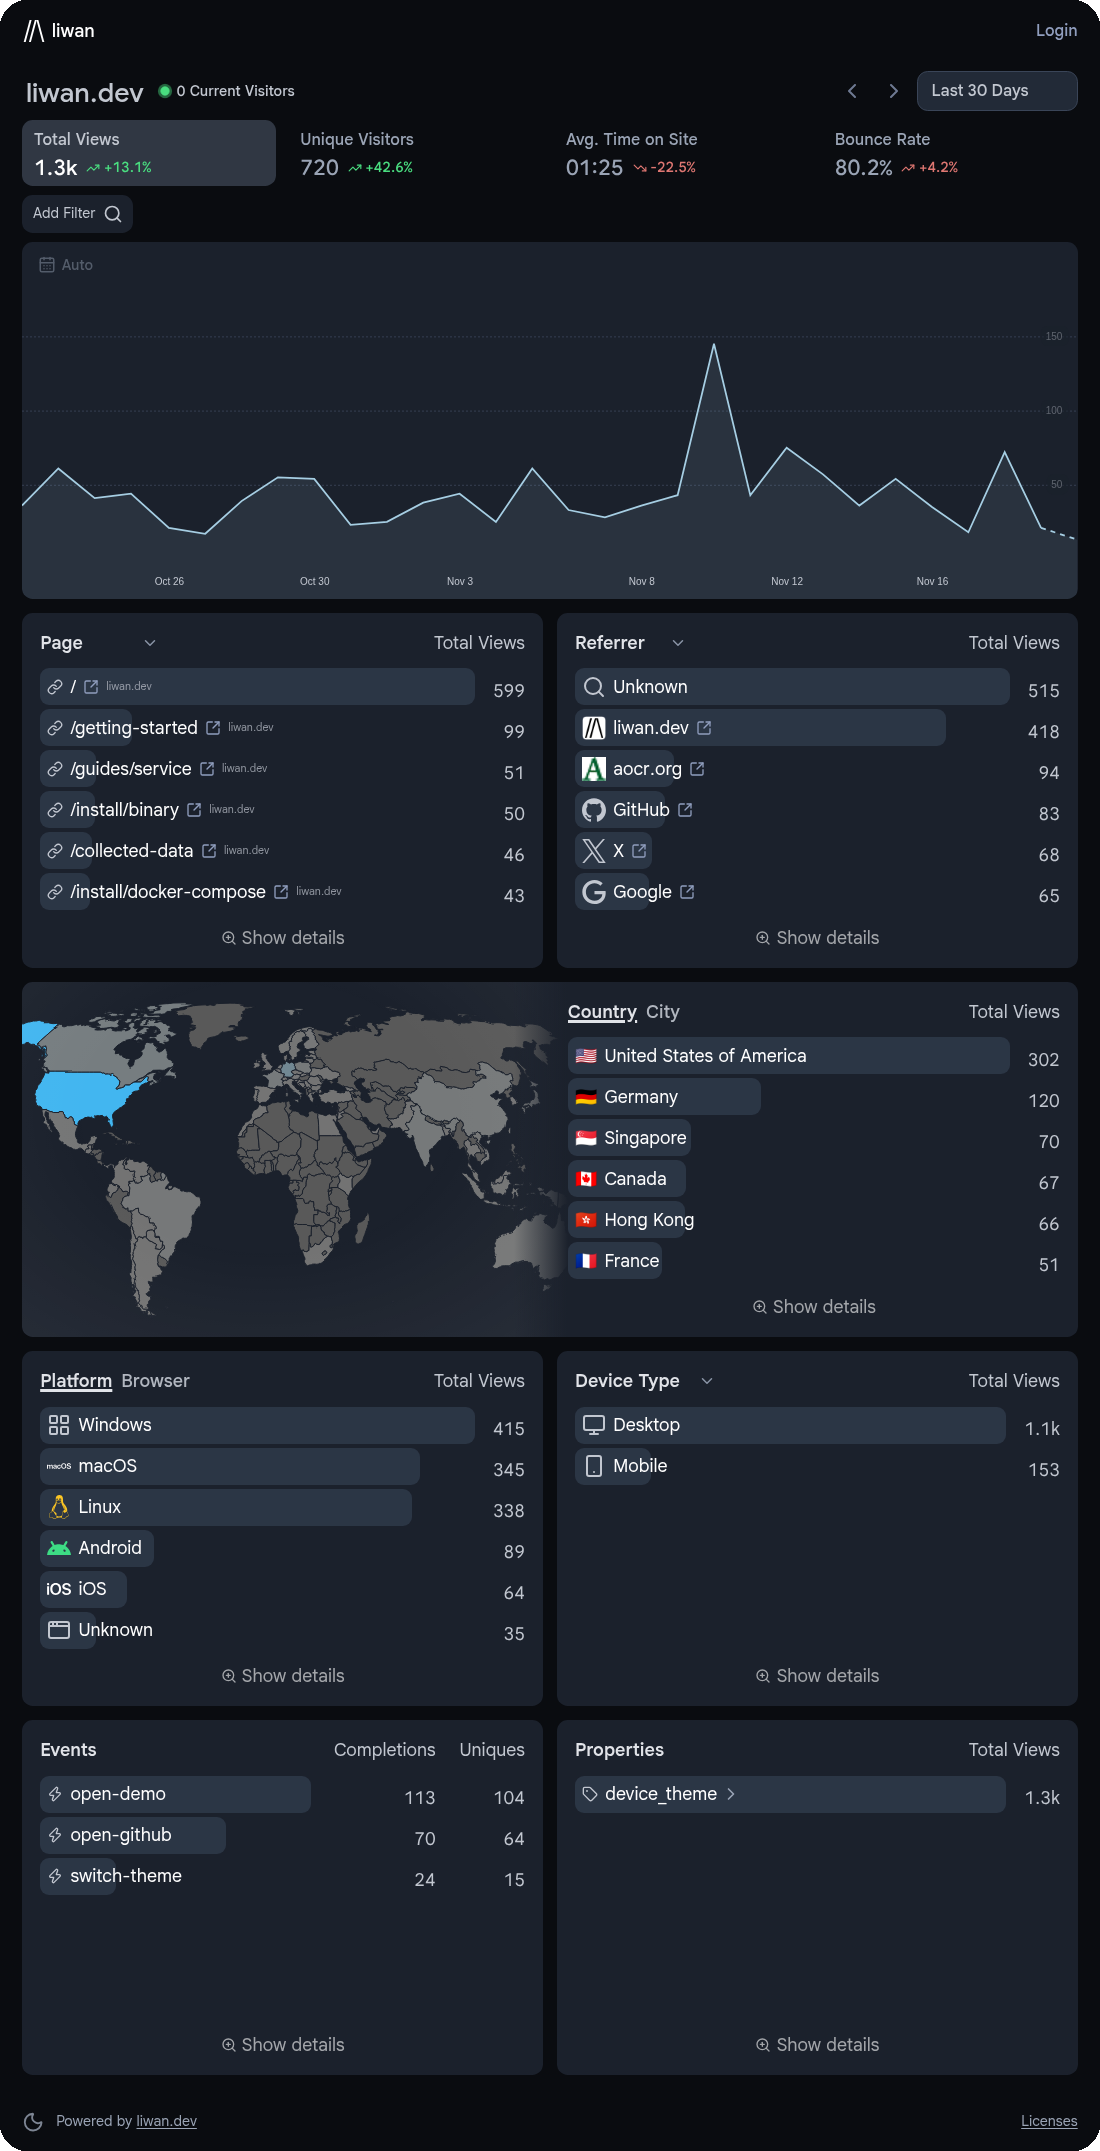 liwan Login
liwan.dev 0 Current Visitors Last 30 Days
Total Views Unique Visitors Avg. Time on Site Bounce Rate
1.3k +13.1% 720 +42.6% 01:25 -22.5% 80.2% +4.2%
Add Filter
Auto
150
100
50
Oct 26 Oct 30 Nov 3 Nov 8 Nov 12 Nov 16
Page Total Views
/ liwan.dev 599
/getting-started liwan.dev 99
/guides/service liwan.dev 51
/install/binary liwan.dev 50
/collected-data liwan.dev 46
/install/docker-compose liwan.dev 43
Show details
Referrer Total Views
Unknown 515
liwan.dev 418
aocr.org 94
GitHub 83
X 68
Google 65
Show details
Country City Total Views
United States of America 302
Germany 120
Singapore 70
Canada 67
Hong Kong 66
France 51
Show details
Platform Browser Total Views
Windows 415
macOS macOS 345
Linux 338
Android 89
iOS iOS 64
Unknown 35
Show details
Device Type Total Views
Desktop 1.1k
Mobile 153
Show details
Events Completions Uniques
open-demo 113 104
open-github 70 64
switch-theme 24 15
Show details
Properties Total Views
device_theme 1.3k
Show details
Powered by liwan.dev Licenses